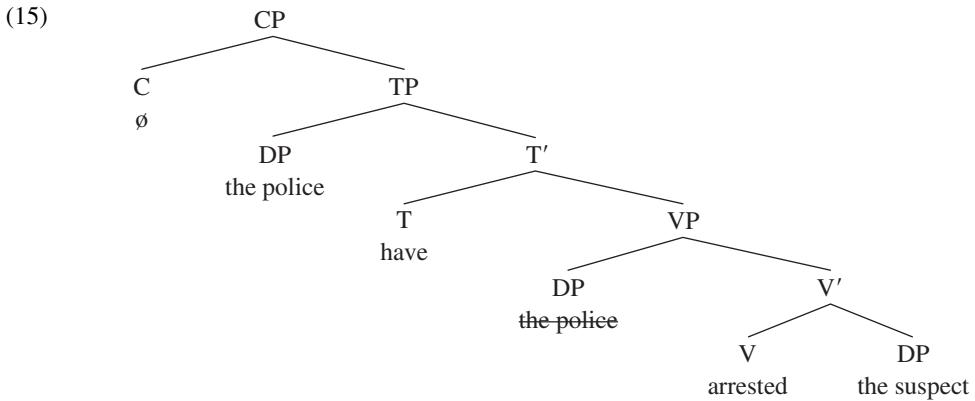 (15)
CP
C
TP
ø
DP
T′
the police
T
VP
have
DP
V′
the police
V
DP
arrested
the suspect